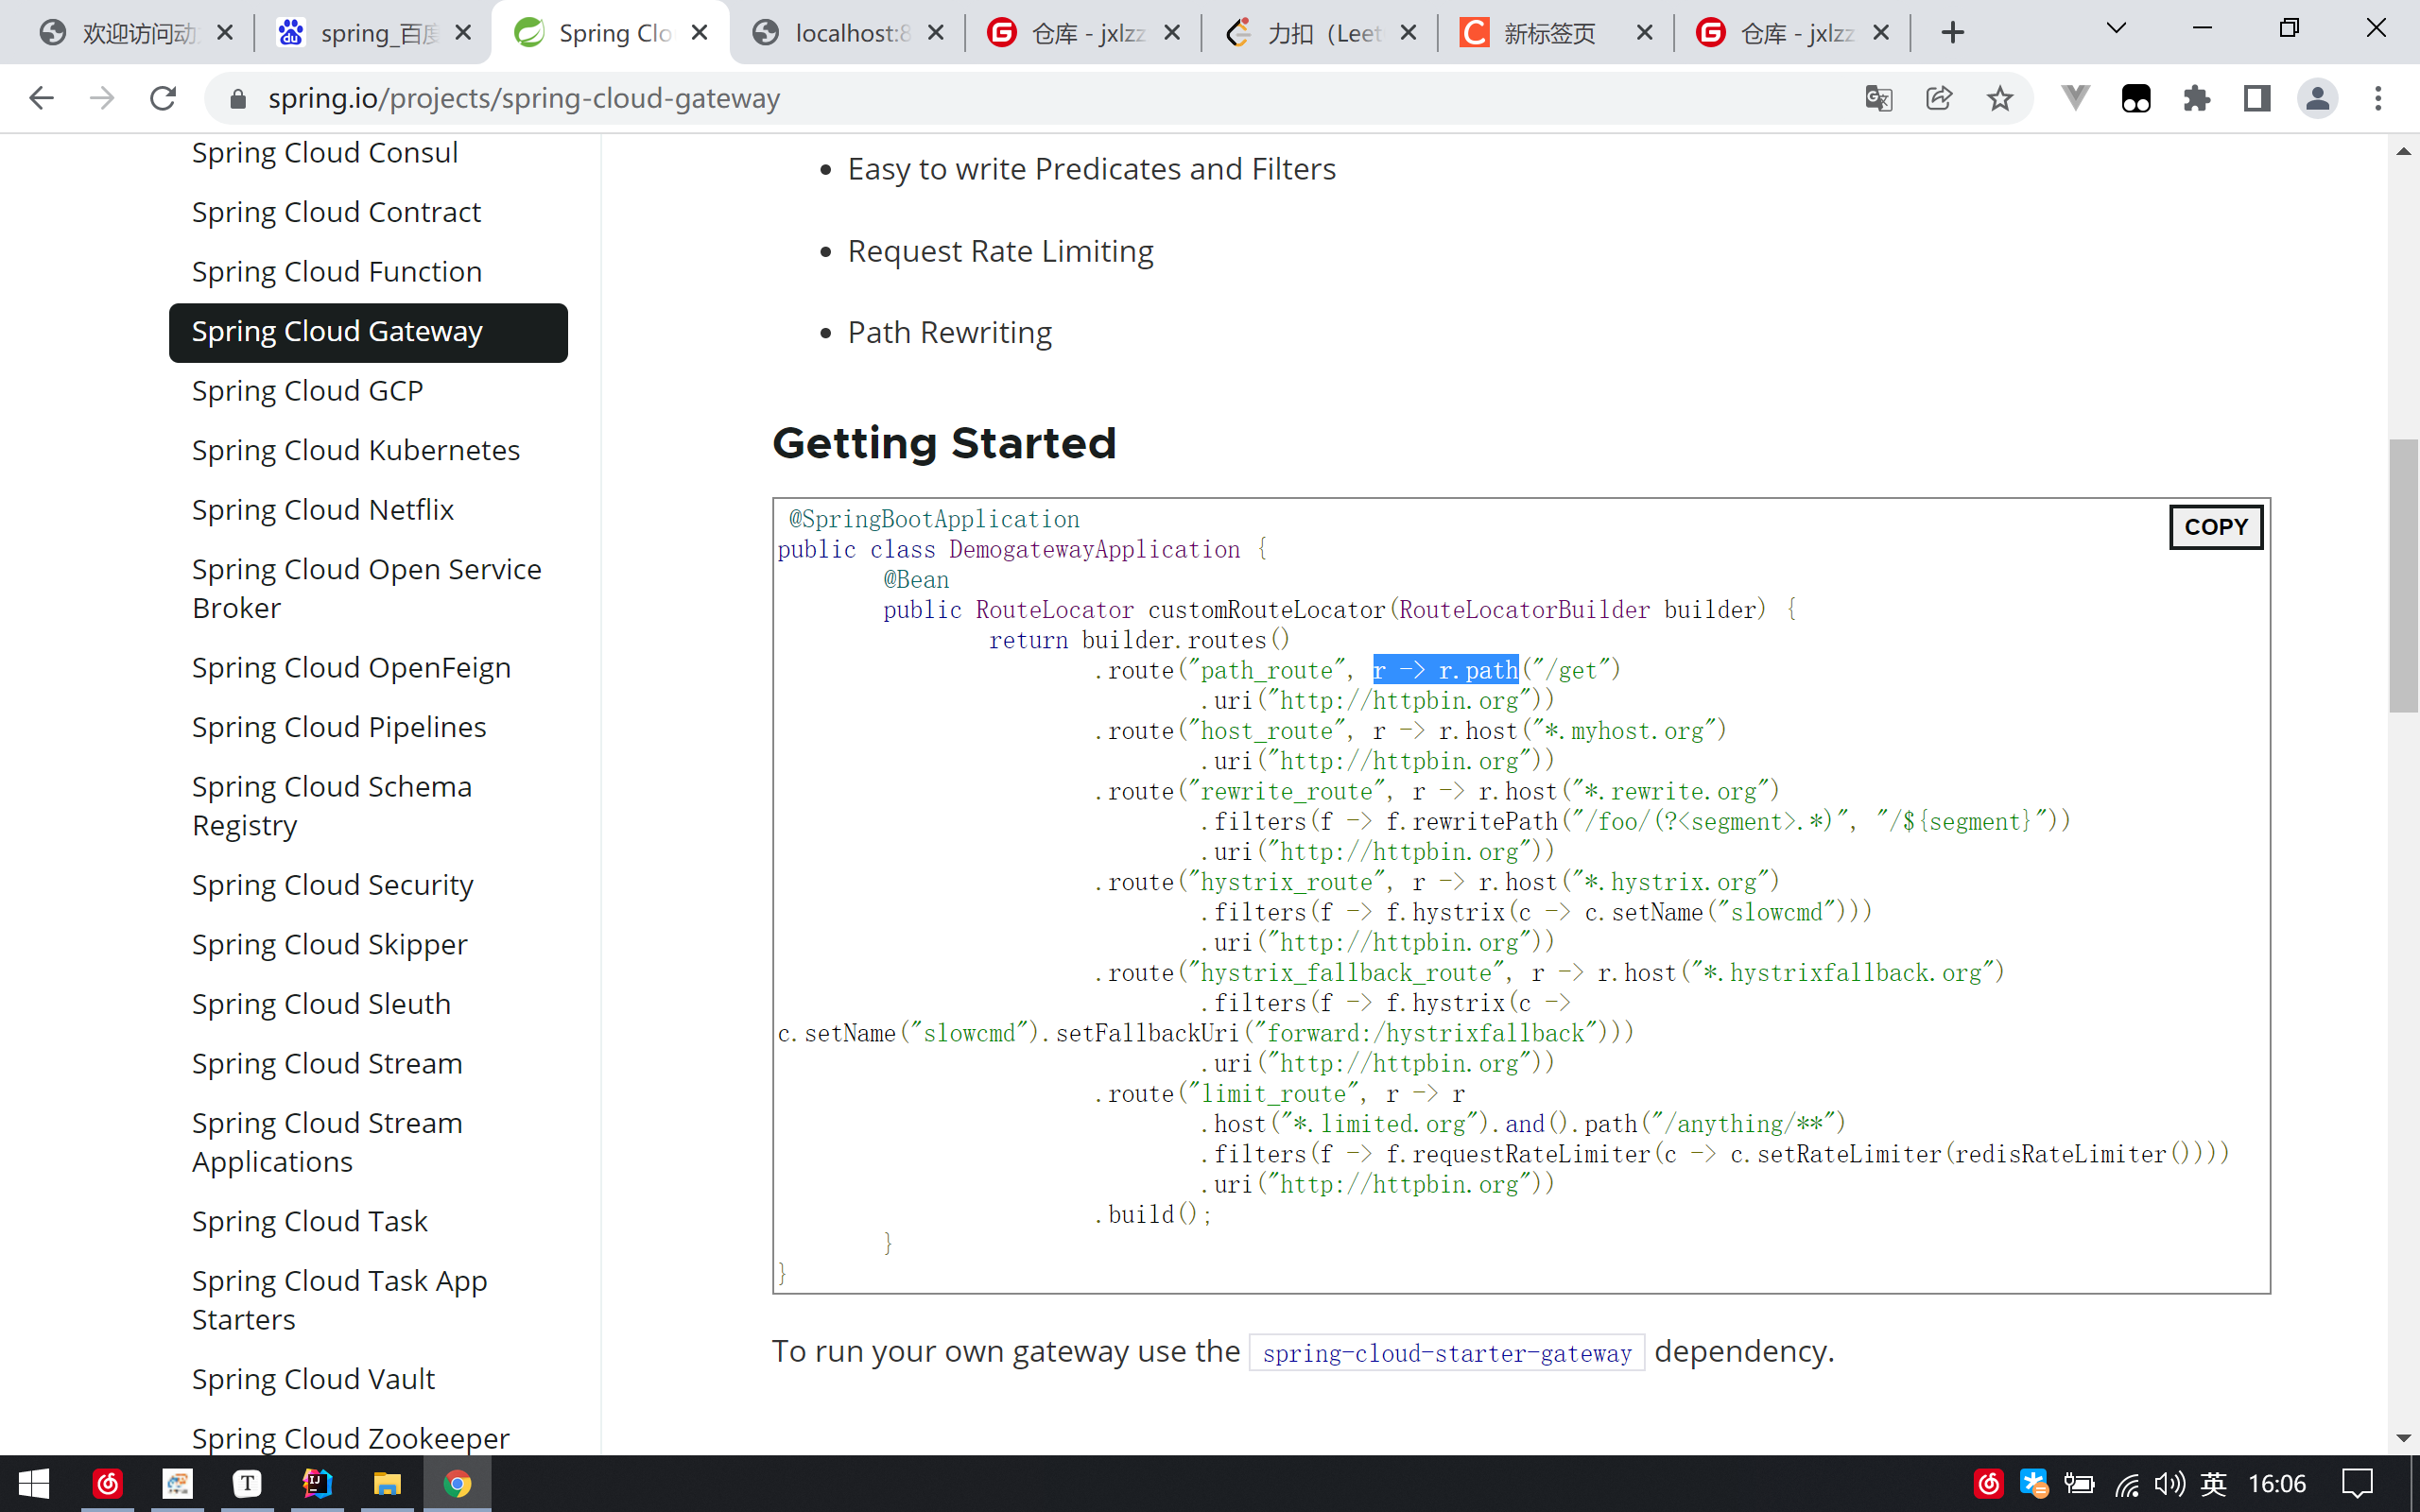 欢迎访问动
spring_百度
Spring Clo
localhost:8
仓库 - jxlzz
力扣（Leet
新标签页
仓库 - jxlzz
spring.io/projects/spring-cloud-gateway
Spring Cloud Consul
Spring Cloud Contract
Spring Cloud Function
Spring Cloud Gateway
Spring Cloud GCP
Spring Cloud Kubernetes
Spring Cloud Netflix
Spring Cloud Open Service
Broker
Spring Cloud OpenFeign
Spring Cloud Pipelines
Spring Cloud Schema
Registry
Spring Cloud Security
Spring Cloud Skipper
Spring Cloud Sleuth
Spring Cloud Stream
Spring Cloud Stream
Applications
Spring Cloud Task
Spring Cloud Task App
Starters
Spring Cloud Vault
Spring Cloud Zookeeper
• Easy to write Predicates and Filters
• Request Rate Limiting
• Path Rewriting
Getting Started
COPY
@SpringBootApplication
public class DemogatewayApplication {
@Bean
public RouteLocator customRouteLocator(RouteLocatorBuilder builder) {
return builder.routes()
.route("path_route", r -> r.path("/get")
.uri("http://httpbin.org"))
.route("host_route", r -> r.host("*.myhost.org")
.uri("http://httpbin.org"))
.route("rewrite_route", r -> r.host("*.rewrite.org")
.filters(f -> f.rewritePath("/foo/(?<segment>.*)", "/${segment}"))
.uri("http://httpbin.org"))
.route("hystrix_route", r -> r.host("*.hystrix.org")
.filters(f -> f.hystrix(c -> c.setName("slowcmd")))
.uri("http://httpbin.org"))
.route("hystrix_fallback_route", r -> r.host("*.hystrixfallback.org")
.filters(f -> f.hystrix(c ->
c.setName("slowcmd").setFallbackUri("forward:/hystrixfallback")))
.uri("http://httpbin.org"))
.route("limit_route", r -> r
.host("*.limited.org").and().path("/anything/**")
.filters(f -> f.requestRateLimiter(c -> c.setRateLimiter(redisRateLimiter())))
.uri("http://httpbin.org"))
.build();
}
}
To run your own gateway use the spring-cloud-starter-gateway dependency.
英
16:06